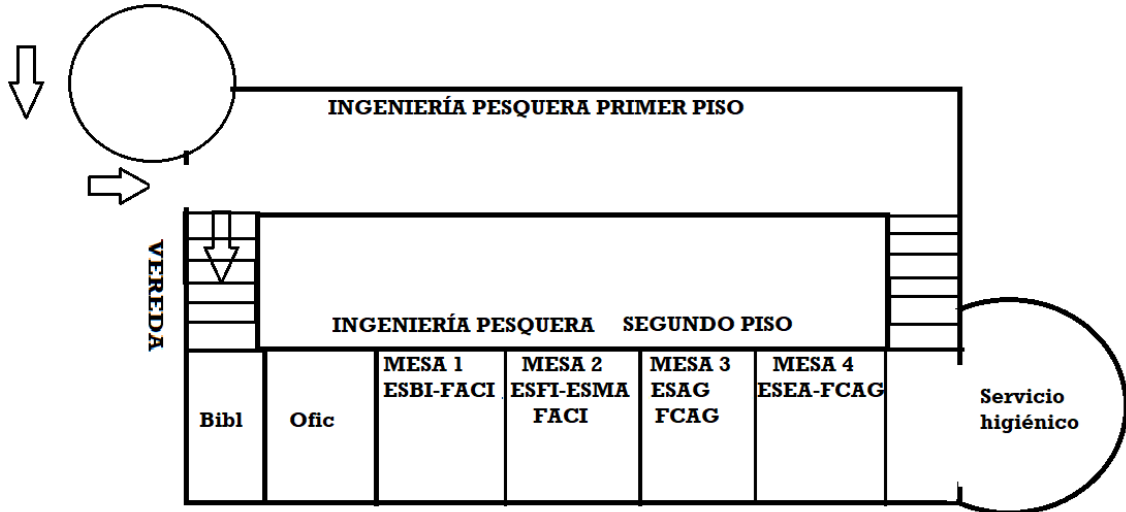 INGENIERÍA PESQUERA PRIMER PISO
VEREDA
INGENIERÍA PESQUERA SEGUNDO PISO
MESA 1
ESBI-FACI
MESA 2
ESFI-ESMA
FACI
MESA 3
ESAG
FCAG
MESA 4
ESEA-FCAG
Bibl
Ofic
Servicio
higiénico